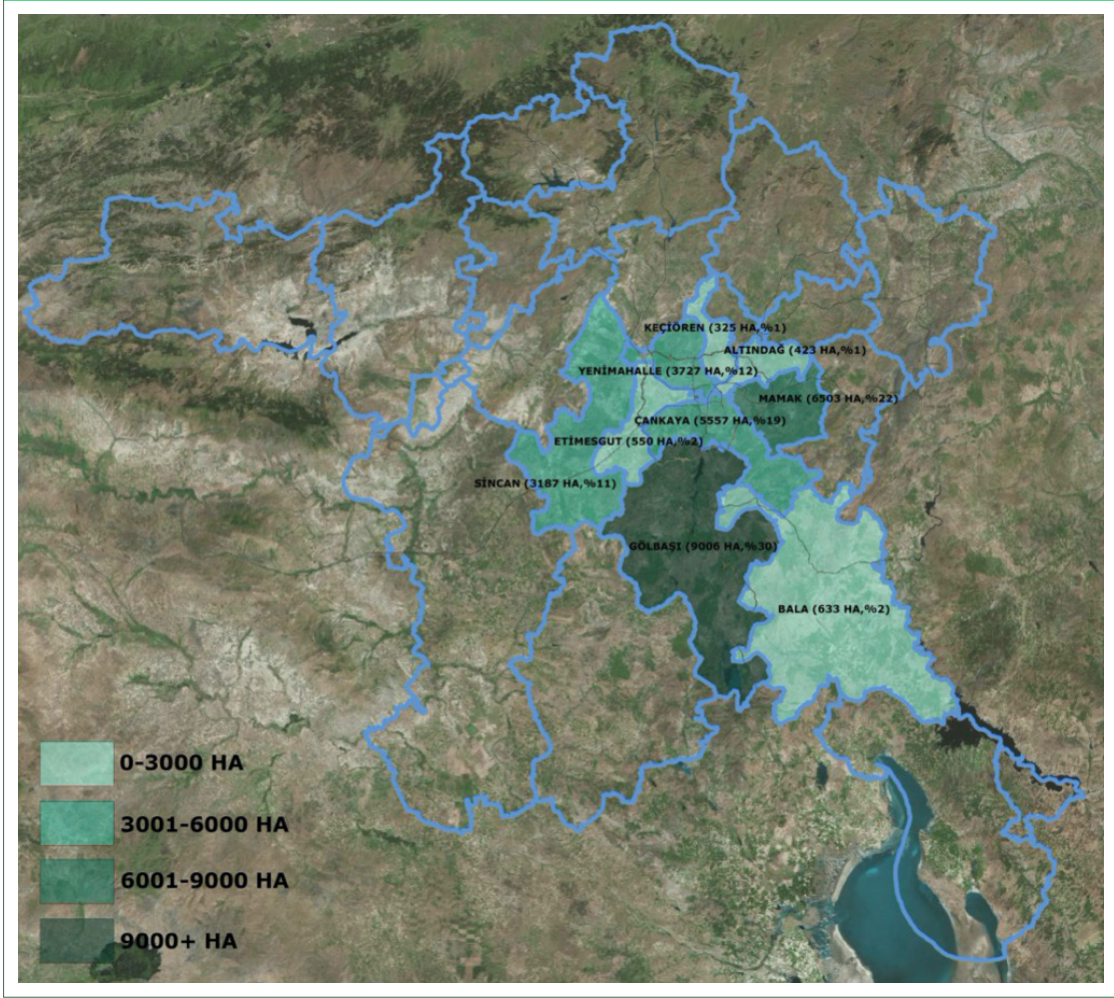 KEÇİÖREN (325 HA,%1)
ALTINDAĞ (423 HA,%1)
YENİMAHALLE (3727 HA,%12)
MAMAK (6503 HA,%22)
ÇANKAYA (5557 HA,%19)
ETİMESGUT (550 HA,%2)
SİNCAN (3187 HA,%11)
GÖLBAŞI (9006 HA,%30)
BALA (633 HA,%2)
0-3000 HA
3001-6000 HA
6001-9000 HA
9000+ HA